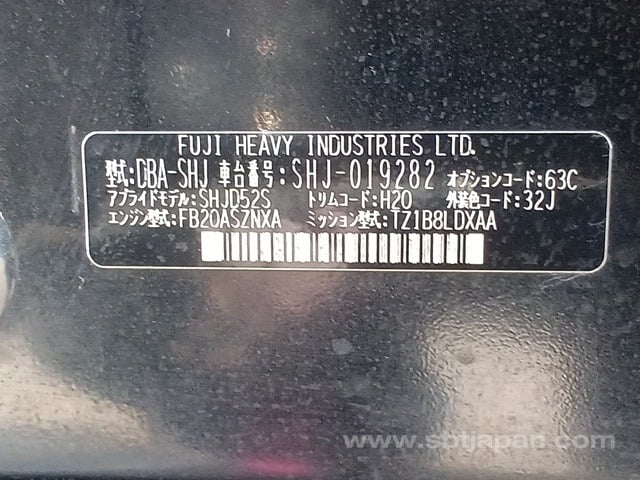 FUJI HEAVY INDUSTRIES LTD.
型式:DBA-SHJ 車台番号:SHJ-019282 オプションコード:63C
アプライドモデル:SHJD52S トリムコード:H20 外装色コード:32J
エンジン型式:FB20ASZNXA ミッション型式:TZ1B8LDXAA
www.sbtjapan.com